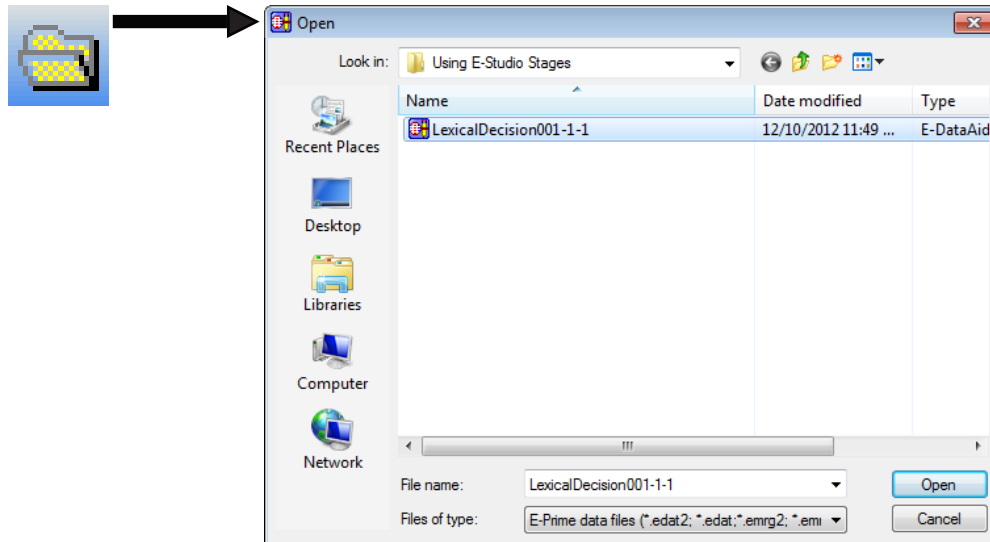 Open
Look in: Using E-Studio Stages
Name Date modified Type
LexicalDecision001-1-1 12/10/2012 11:49 ... E-DataAid
Recent Places
Desktop
Libraries
Computer
Network
File name: LexicalDecision001-1-1 Open
Files of type: E-Prime data files (*.edat2; *.edat;*.emrg2; *.em Cancel